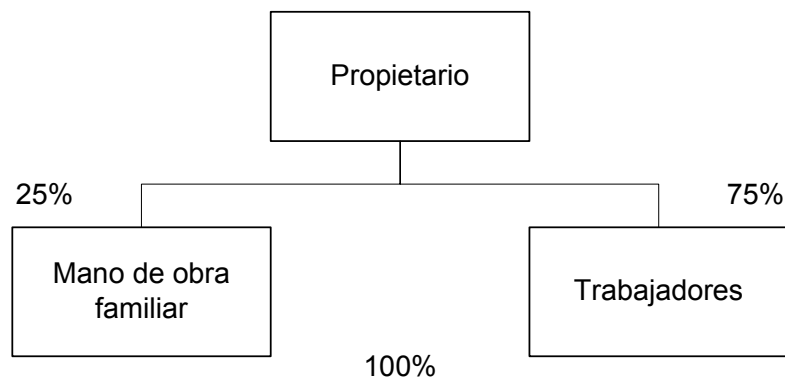 Propietario
25%
75%
Mano de obra
familiar
Trabajadores
100%